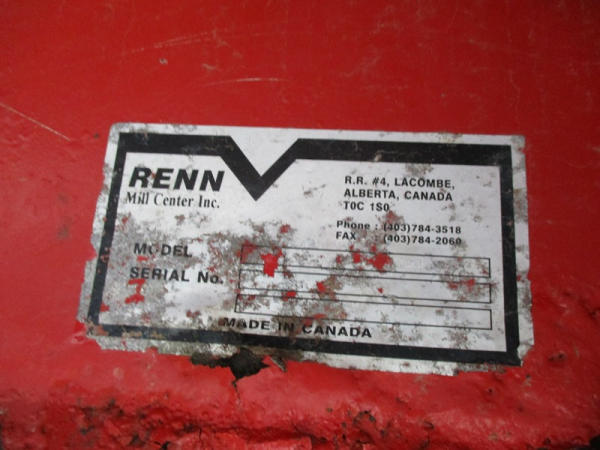 RENN
Mill Center Inc.
R.R. #4, LACOMBE,
ALBERTA, CANADA
T0C 1S0
Phone : (403)784-3518
FAX : (403)784-2060
MODEL
SERIAL No.
MADE IN CANADA